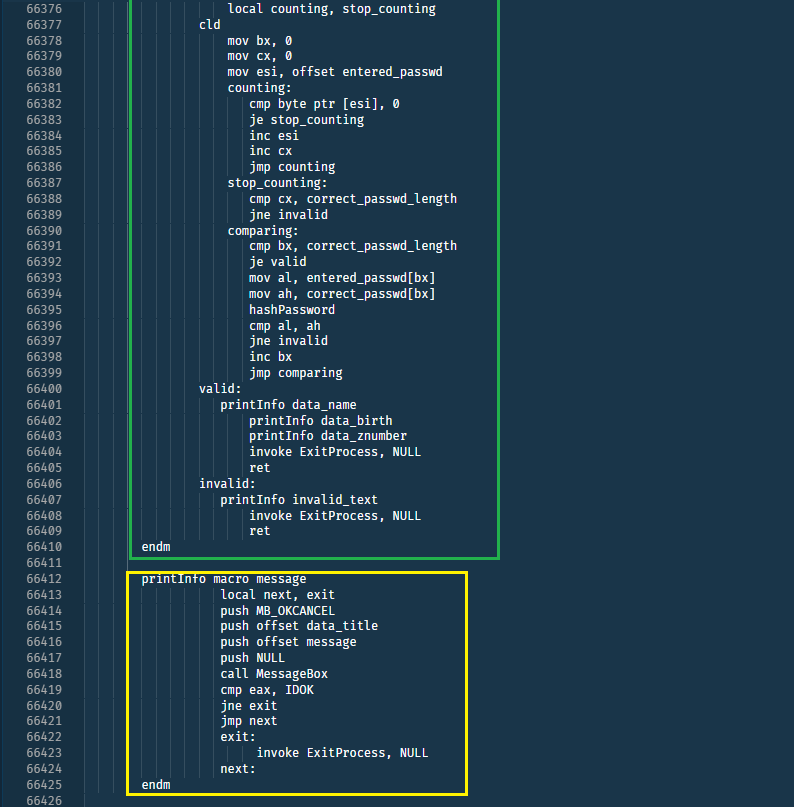 66376 local counting, stop_counting
66377 cld
66378 mov bx, 0
66379 mov cx, 0
66380 mov esi, offset entered_passwd
66381 counting:
66382 cmp byte ptr [esi], 0
66383 je stop_counting
66384 inc esi
66385 inc cx
66386 jmp counting
66387 stop_counting:
66388 cmp cx, correct_passwd_length
66389 jne invalid
66390 comparing:
66391 cmp bx, correct_passwd_length
66392 je valid
66393 mov al, entered_passwd[bx]
66394 mov ah, correct_passwd[bx]
66395 hashPassword
66396 cmp al, ah
66397 jne invalid
66398 inc bx
66399 jmp comparing
66400 valid:
66401 printInfo data_name
66402 printInfo data_birth
66403 printInfo data_znumber
66404 invoke ExitProcess, NULL
66405 ret
66406 invalid:
66407 printInfo invalid_text
66408 invoke ExitProcess, NULL
66409 ret
66410 endm
66411
66412 printInfo macro message
66413 local next, exit
66414 push MB_OKCANCEL
66415 push offset data_title
66416 push offset message
66417 push NULL
66418 call MessageBox
66419 cmp eax, IDOK
66420 jne exit
66421 jmp next
66422 exit:
66423 invoke ExitProcess, NULL
66424 next:
66425 endm
66426